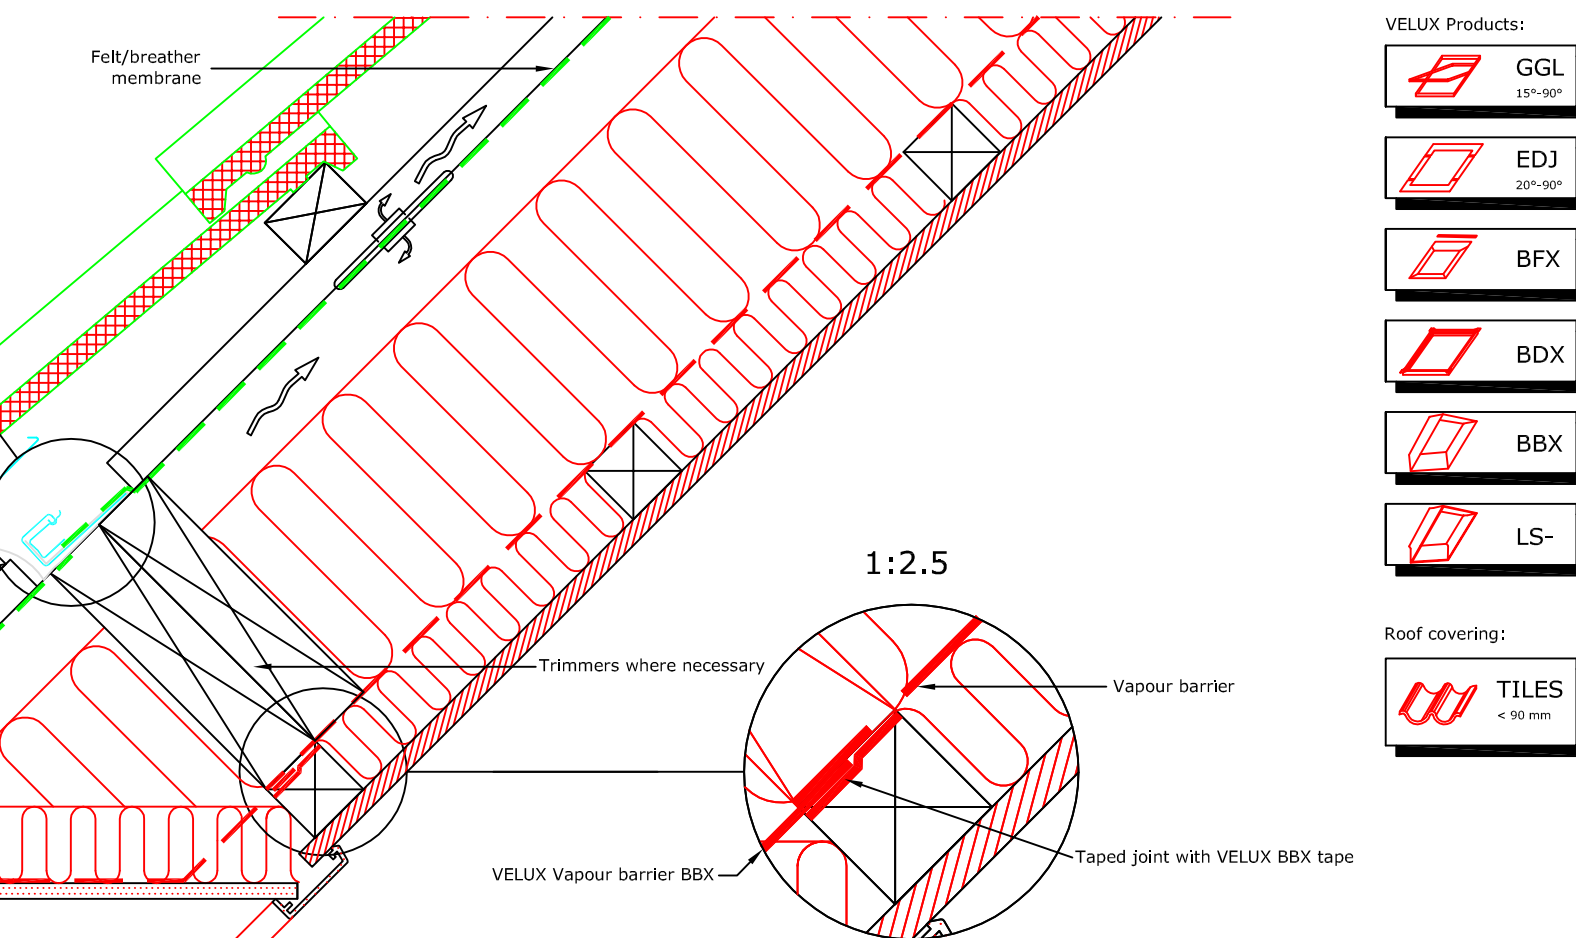 Felt/breather
membrane
1:2.5
Trimmers where necessary
Vapour barrier
VELUX Vapour barrier BBX
Taped joint with VELUX BBX tape
VELUX Products:
GGL
15°-90°
EDJ
20°-90°
BFX
BDX
BBX
LS-
Roof covering:
TILES
< 90 mm